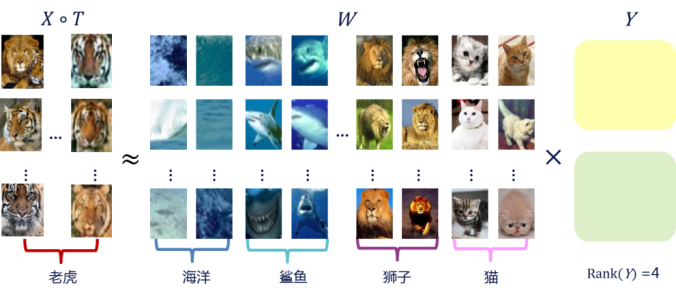 X ∘ T
W
Y
...
≈
...
×
老虎
海洋
鲨鱼
狮子
猫
Rank(Y) =4